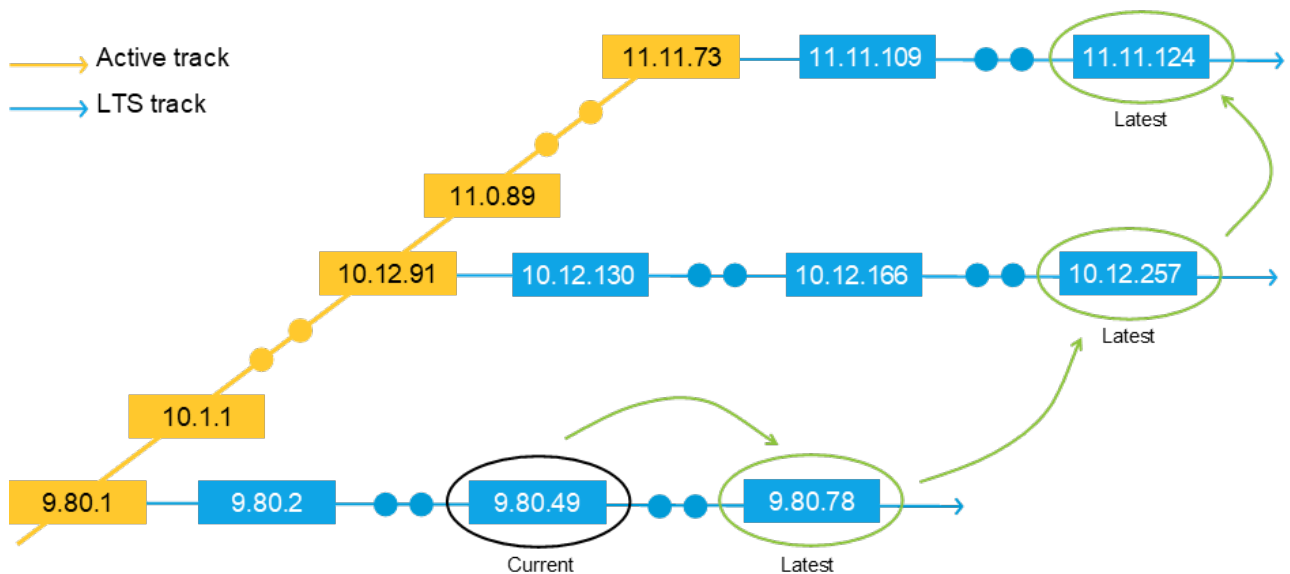 Active track
LTS track
11.11.73
11.11.109
11.11.124
Latest
11.0.89
10.12.91
10.12.130
10.12.166
10.12.257
Latest
10.1.1
9.80.1
9.80.2
9.80.49
9.80.78
Current
Latest